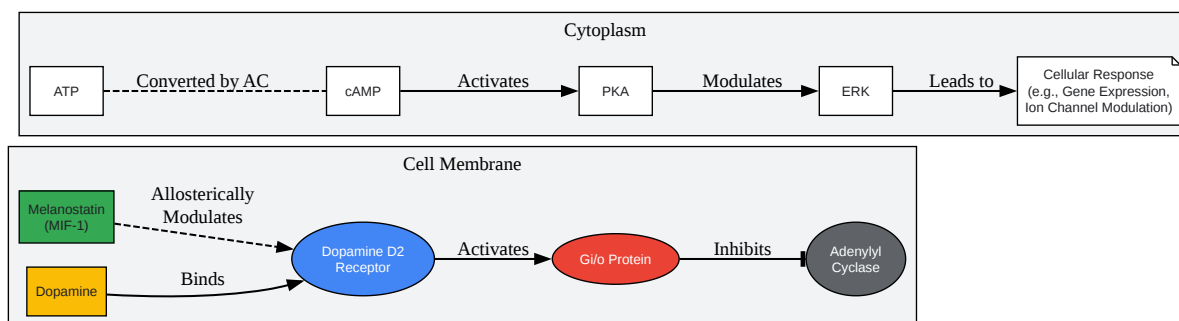 Cytoplasm
ATP
Converted by AC
cAMP
Activates
PKA
Modulates
ERK
Leads to
Cellular Response
(e.g., Gene Expression,
Ion Channel Modulation)
Cell Membrane
Melanostatin
(MIF-1)
Allosterically
Modulates
Dopamine
Binds
Dopamine D2
Receptor
Activates
Gi/o Protein
Inhibits
Adenylyl
Cyclase